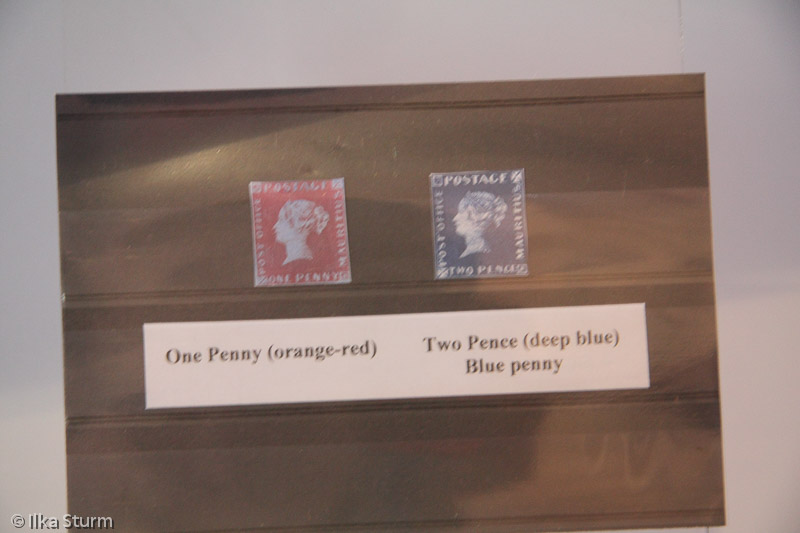 POSTAGE
POST OFFICE
MAURITIUS
ONE PENNY
POSTAGE
POST OFFICE
MAURITIUS
TWO PENCE
One Penny (orange-red)
Two Pence (deep blue)
Blue penny
© Ilka Sturm